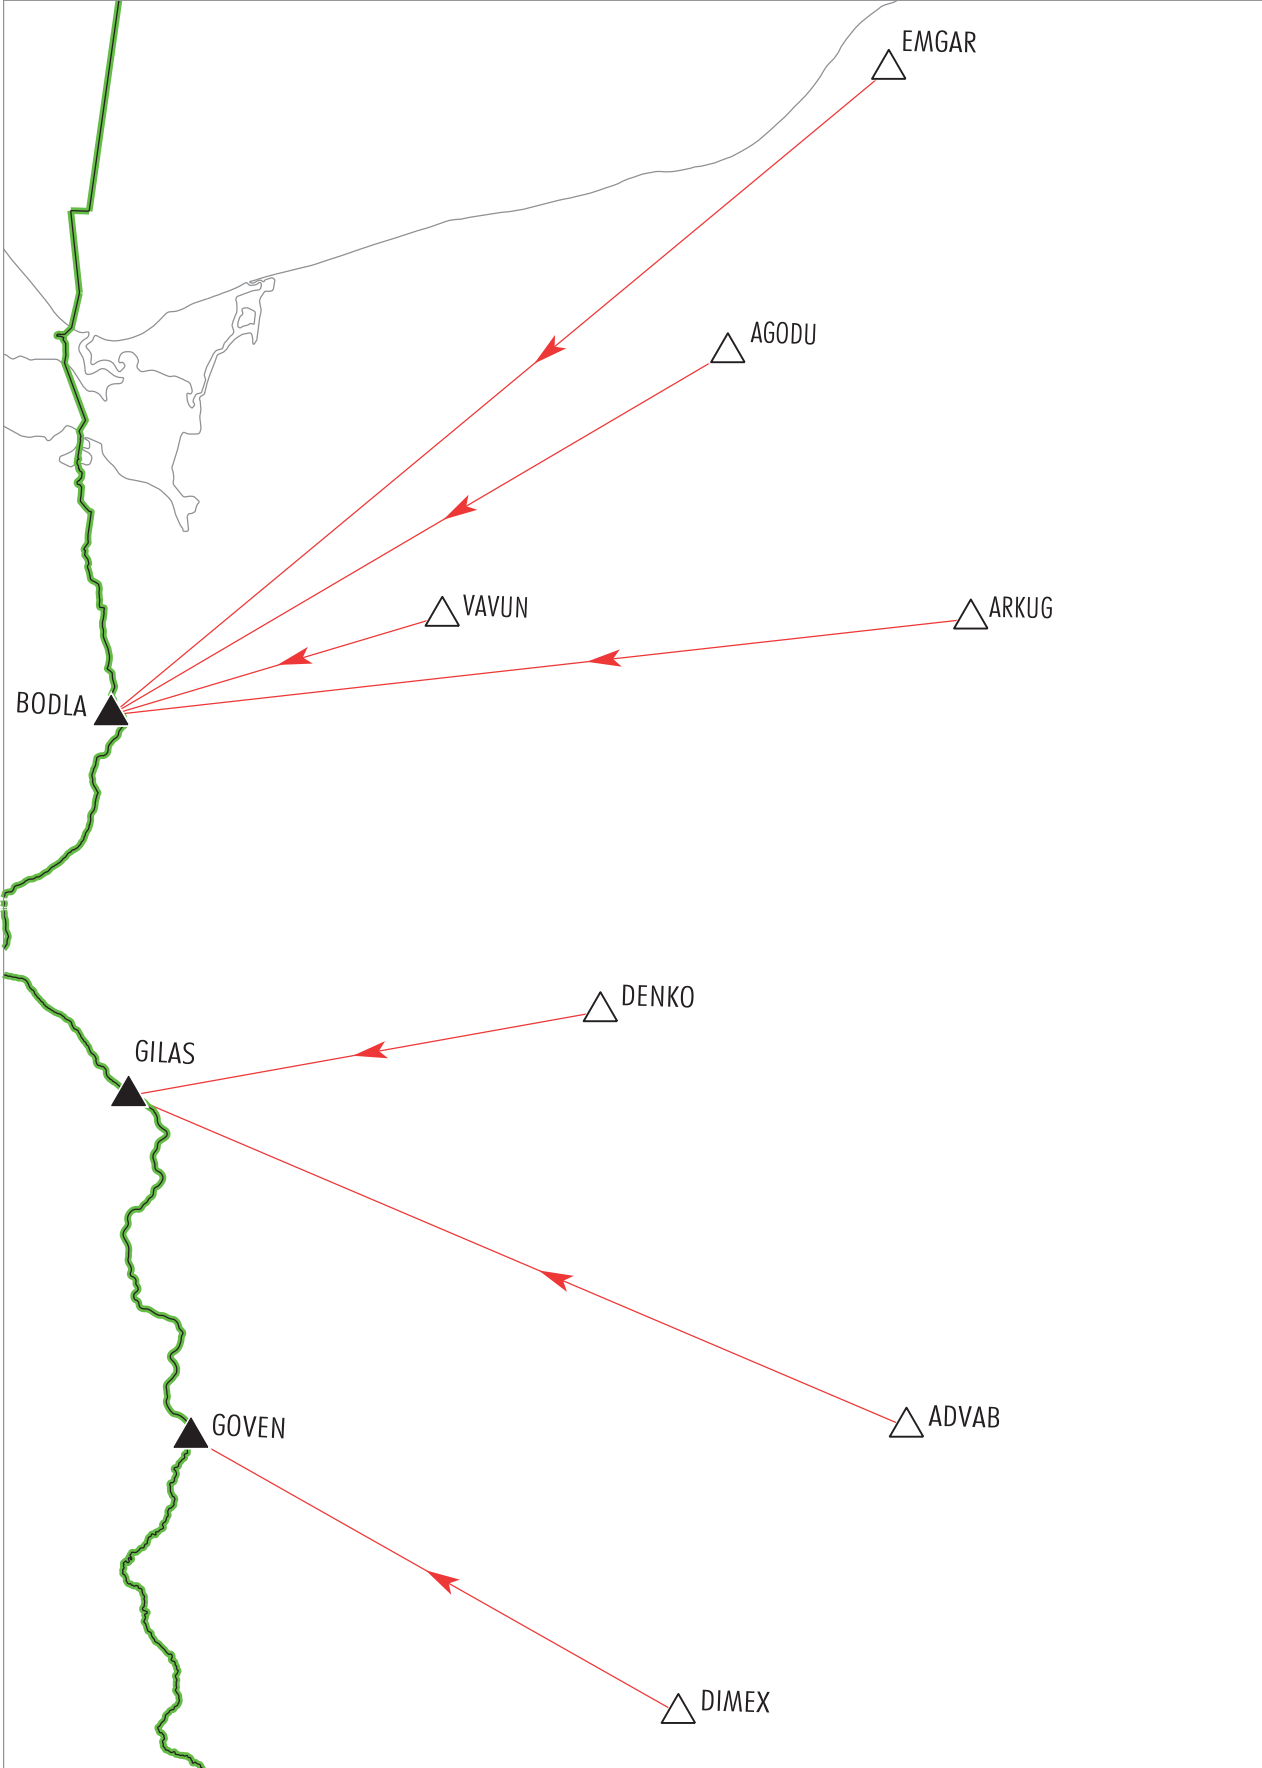 EMGAR
AGODU
VAVUN
ARKUG
BODLA
DENKO
GILAS
ADVAB
GOVEN
DIMEX